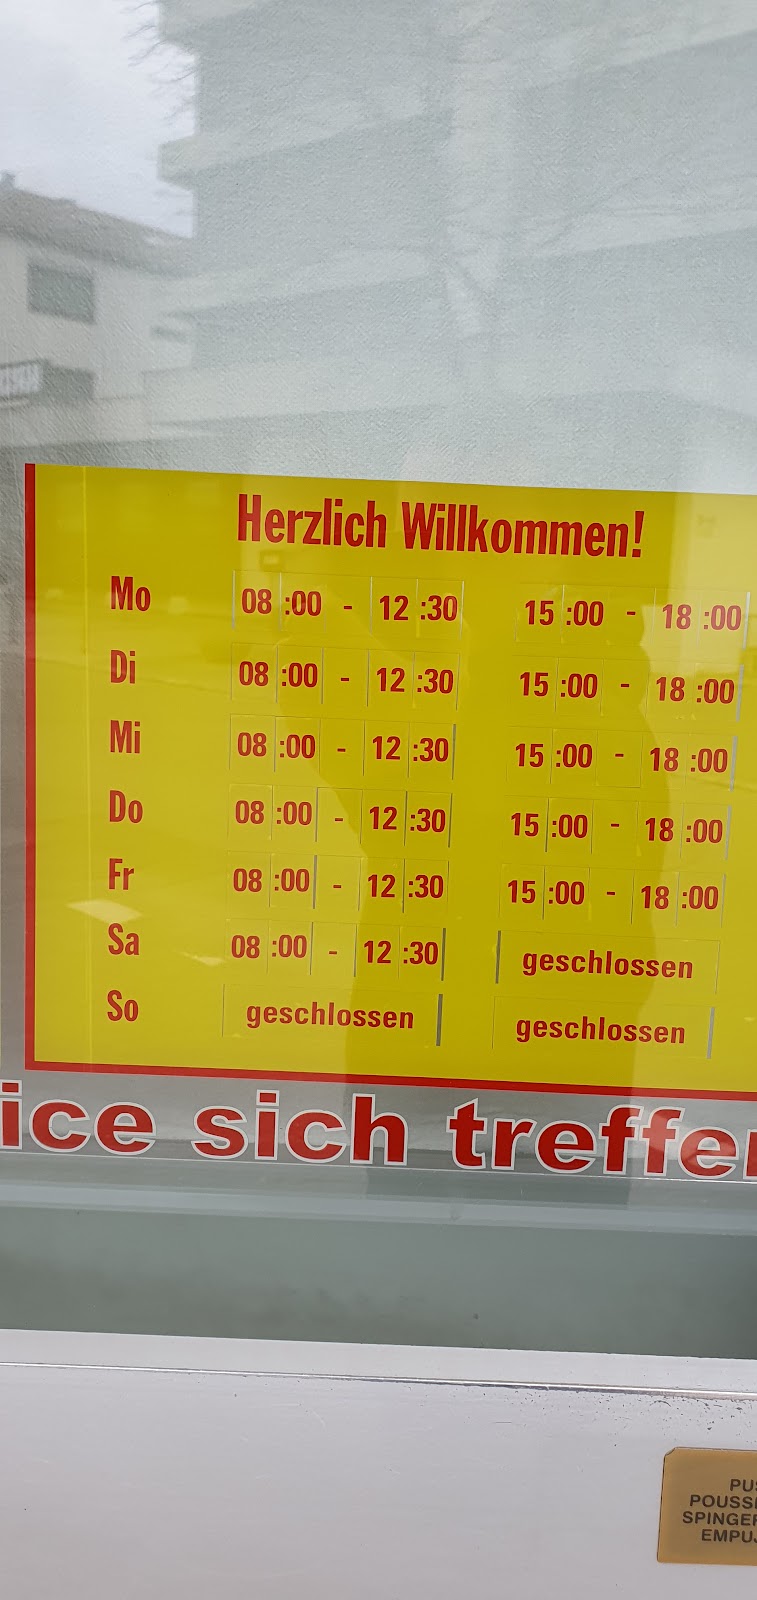 Herzlich Willkommen!
Mo 08:00 - 12:30 15:00 - 18:00
Di 08:00 - 12:30 15:00 - 18:00
Mi 08:00 - 12:30 15:00 - 18:00
Do 08:00 - 12:30 15:00 - 18:00
Fr 08:00 - 12:30 15:00 - 18:00
Sa 08:00 - 12:30 geschlossen
So geschlossen geschlossen
ice sich treffe
PUS
POUSS
SPINGE
EMPUJ